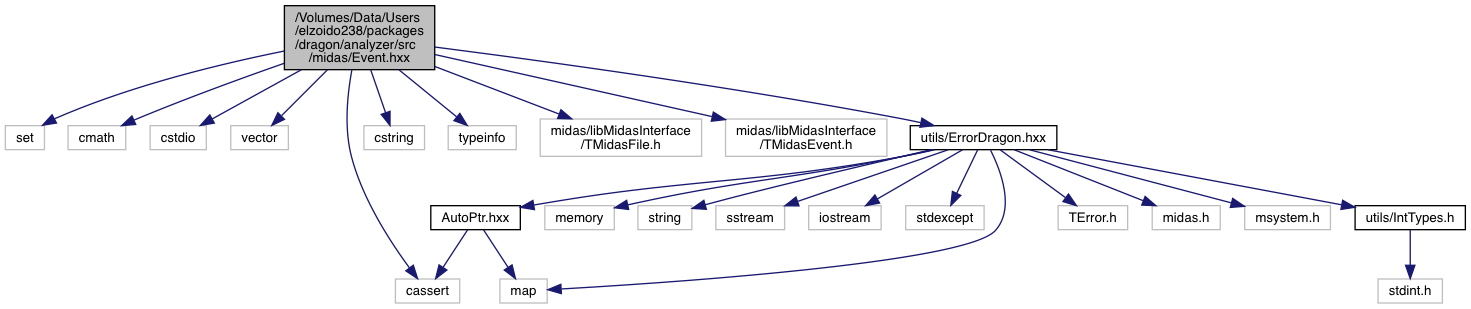 /Volumes/Data/Users
/elzoido238/packages
/dragon/analyzer/src
/midas/Event.hxx
set
cmath
cstdio
vector
cstring
typeinfo
midas/libMidasInterface
/TMidasFile.h
midas/libMidasInterface
/TMidasEvent.h
utils/ErrorDragon.hxx
AutoPtr.hxx
memory
string
sstream
iostream
stdexcept
TError.h
midas.h
msystem.h
utils/IntTypes.h
cassert
map
stdint.h